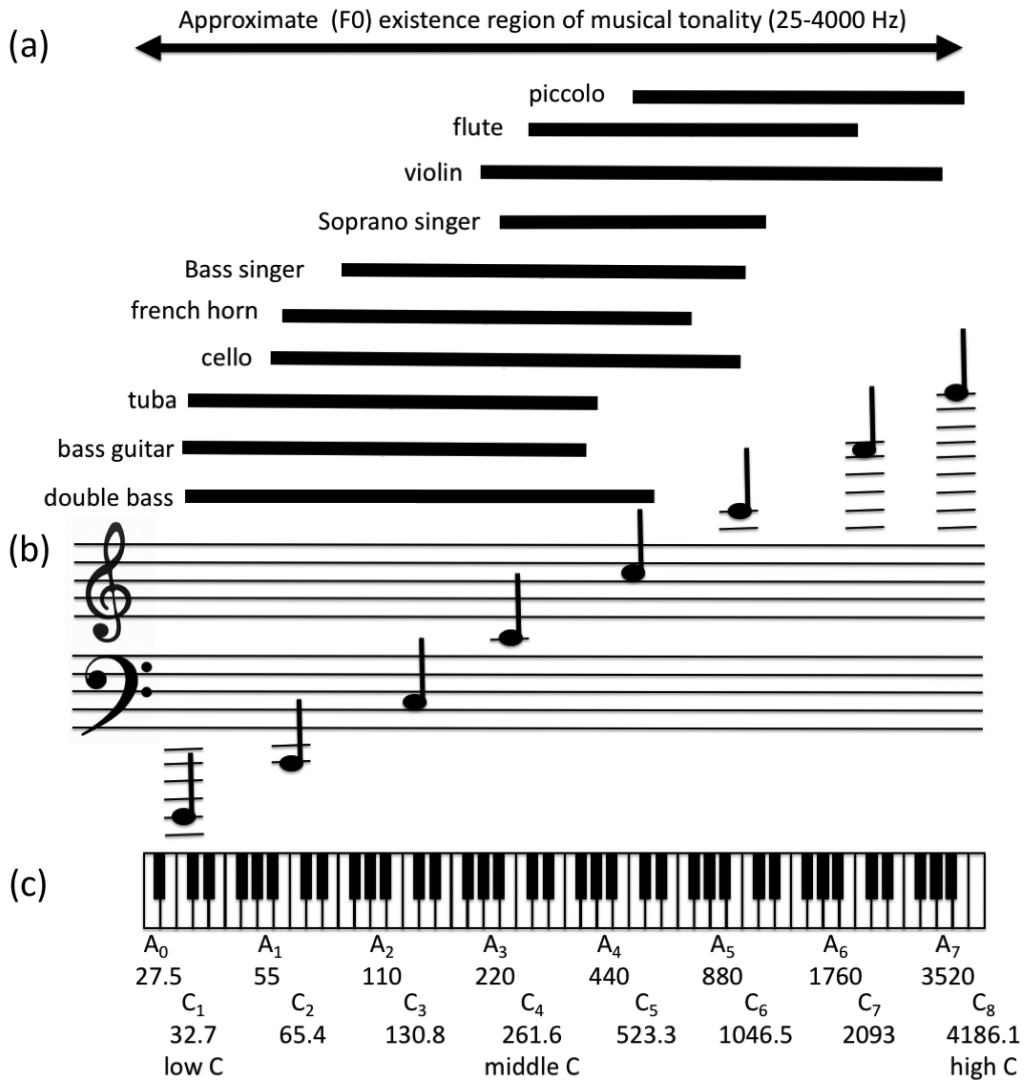 (a)
Approximate (F0) existence region of musical tonality (25-4000 Hz)
piccolo
flute
violin
Soprano singer
Bass singer
french horn
cello
tuba
bass guitar
double bass
(b)
(c)
A₀ A₁ A₂ A₃ A₄ A₅ A₆ A₇
27.5 55 110 220 440 880 1760 3520
C₁ C₂ C₃ C₄ C₅ C₆ C₇ C₈
32.7 65.4 130.8 261.6 523.3 1046.5 2093 4186.1
low C middle C high C